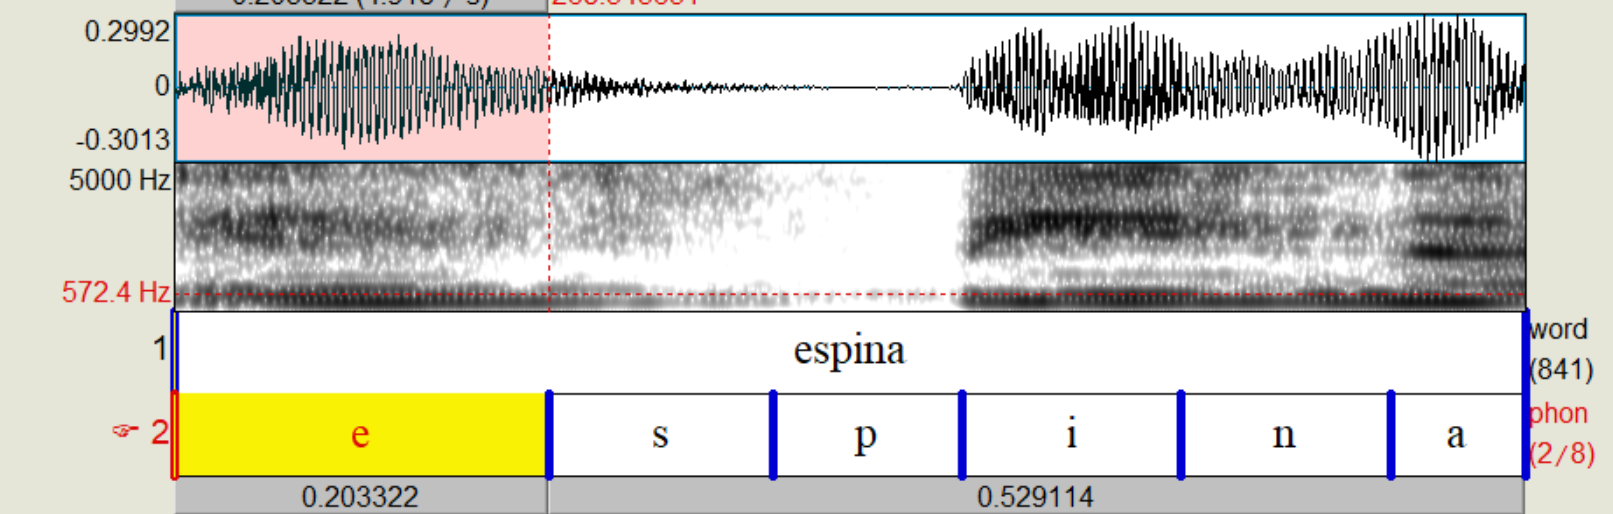 0.2992
0
-0.3013
5000 Hz
572.4 Hz
1 espina word
(841)
☞ 2 e s p i n a phon
(2/8)
0.203322 0.529114